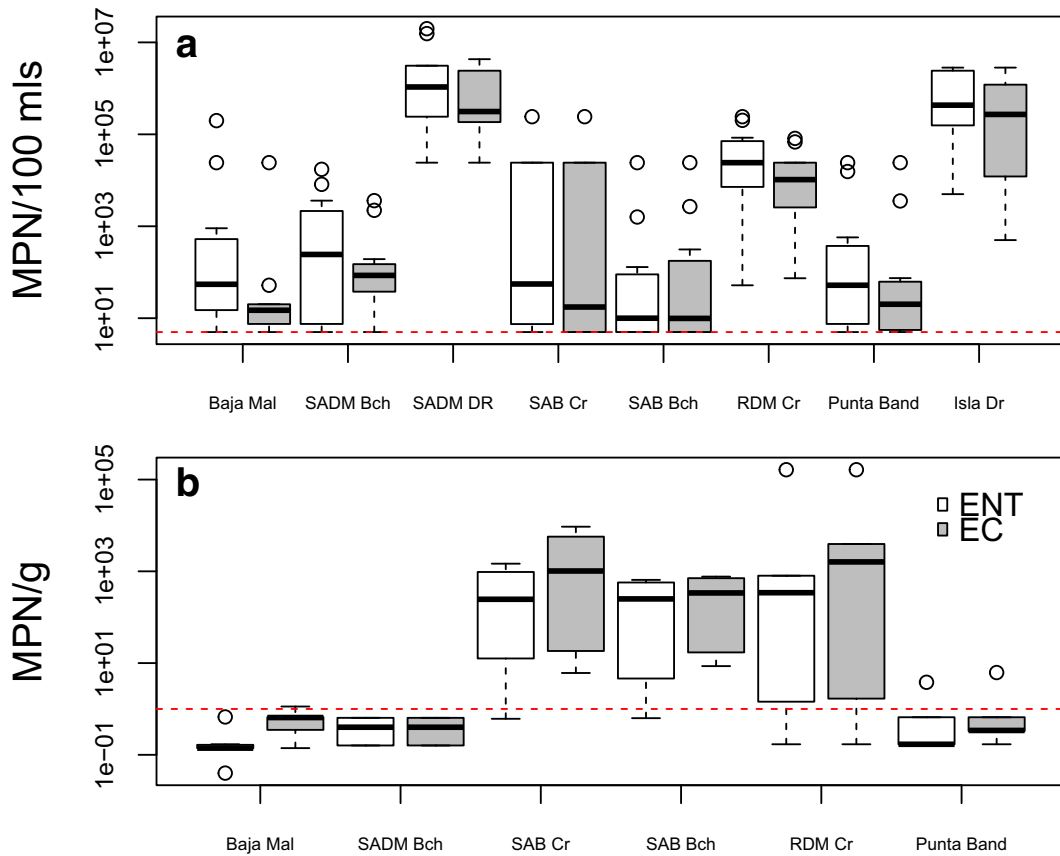 a
MPN/100 mls
1e+07
1e+05
1e+03
1e+01
Baja Mal SADM Bch SADM DR SAB Cr SAB Bch RDM Cr Punta Band Isla Dr
b
MPN/g
1e+05
1e+03
1e+01
1e−01
ENT
EC
Baja Mal SADM Bch SAB Cr SAB Bch RDM Cr Punta Band